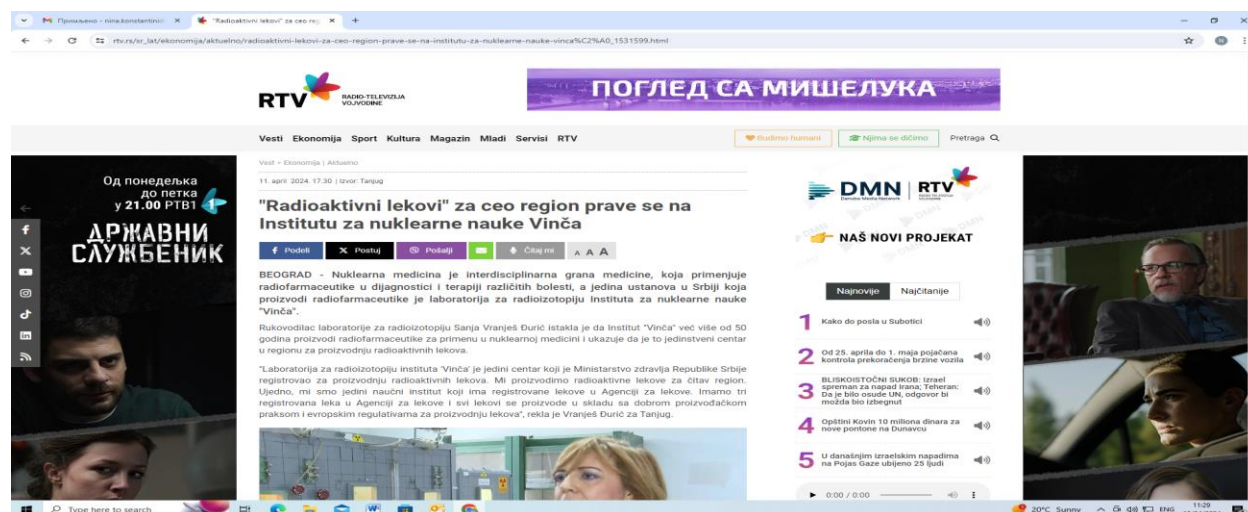 Примљено - nina.konstantinidi
"Radioaktivni lekovi" za ceo reg
rtv.rs/sr_lat/ekonomija/aktuelno/radioaktivni-lekovi-za-ceo-region-prave-se-na-institutu-za-nuklearne-nauke-vinca%C2%A0_1531599.html
RTV
RADIO-TELEVIZIJA
VOJVODINE
ПОГЛЕД СА МИШЕЛУКА
Vesti Ekonomija Sport Kultura Magazin Mladi Servisi RTV
Budimo humani
Njima se dičimo
Pretraga
Vesti - Ekonomija | Aktuelno
11. april 2024. 17.30 | Izvor: Tanjug
"Radioaktivni lekovi" za ceo region prave se na
Institutu za nuklearne nauke Vinča
Podeli
Postuj
Pošalji
Čitaj mi
A A A
BEOGRAD - Nuklearna medicina je interdisciplinarna grana medicine, koja primenjuje
radiofarmaceutike u dijagnostici i terapiji različitih bolesti, a jedina ustanova u Srbiji koja
proizvodi radiofarmaceutike je laboratorija za radioizotopiju Instituta za nuklearne nauke
"Vinča".
Rukovodilac laboratorije za radioizotopiju Sanja Vranješ Đurić istakla je da Institut "Vinča" već više od 50
godina proizvodi radiofarmaceutike za primenu u nuklearnoj medicini i ukazuje da je to jedinstveni centar
u regionu za proizvodnju radioaktivnih lekova.
"Laboratorija za radioizotopiju instituta 'Vinča' je jedini centar koji je Ministarstvo zdravlja Republike Srbije
registrovao za proizvodnju radioaktivnih lekova. Mi proizvodimo radioaktivne lekove za čitav region.
Ujedno, mi smo jedini naučni institut koji ima registrovane lekove u Agenciji za lekove. Imamo tri
registrovana leka u Agenciji za lekove i svi lekovi se proizvode u skladu sa dobrom proizvođačkom
praksom i evropskim regulativama za proizvodnju lekova", rekla je Vranješ Đurić za Tanjug.
Од понедељка
до петка
у 21.00 РТВ1
ДРЖАВНИ
СЛУЖБЕНИК
DMN | RTV
Danube Media Network
NAŠ NOVI PROJEKAT
Najnovije
Najčitanije
1 Kako do posla u Subotici
2 Od 25. aprila do 1. maja pojačana
kontrola prekoračenja brzine vozila
3 BLISKOISTOČNI SUKOB: Izrael
spreman za napad Irana; Teheran:
Da je bilo osude UN, odgovor bi
možda bio izbegnut
4 Opštini Kovin 10 miliona dinara za
nove pontone na Dunavcu
5 U današnjim izraelskim napadima
na Pojas Gaze ubijeno 25 ljudi
0:00 / 0:00
Type here to search
20°C Sunny
ENG
11:29